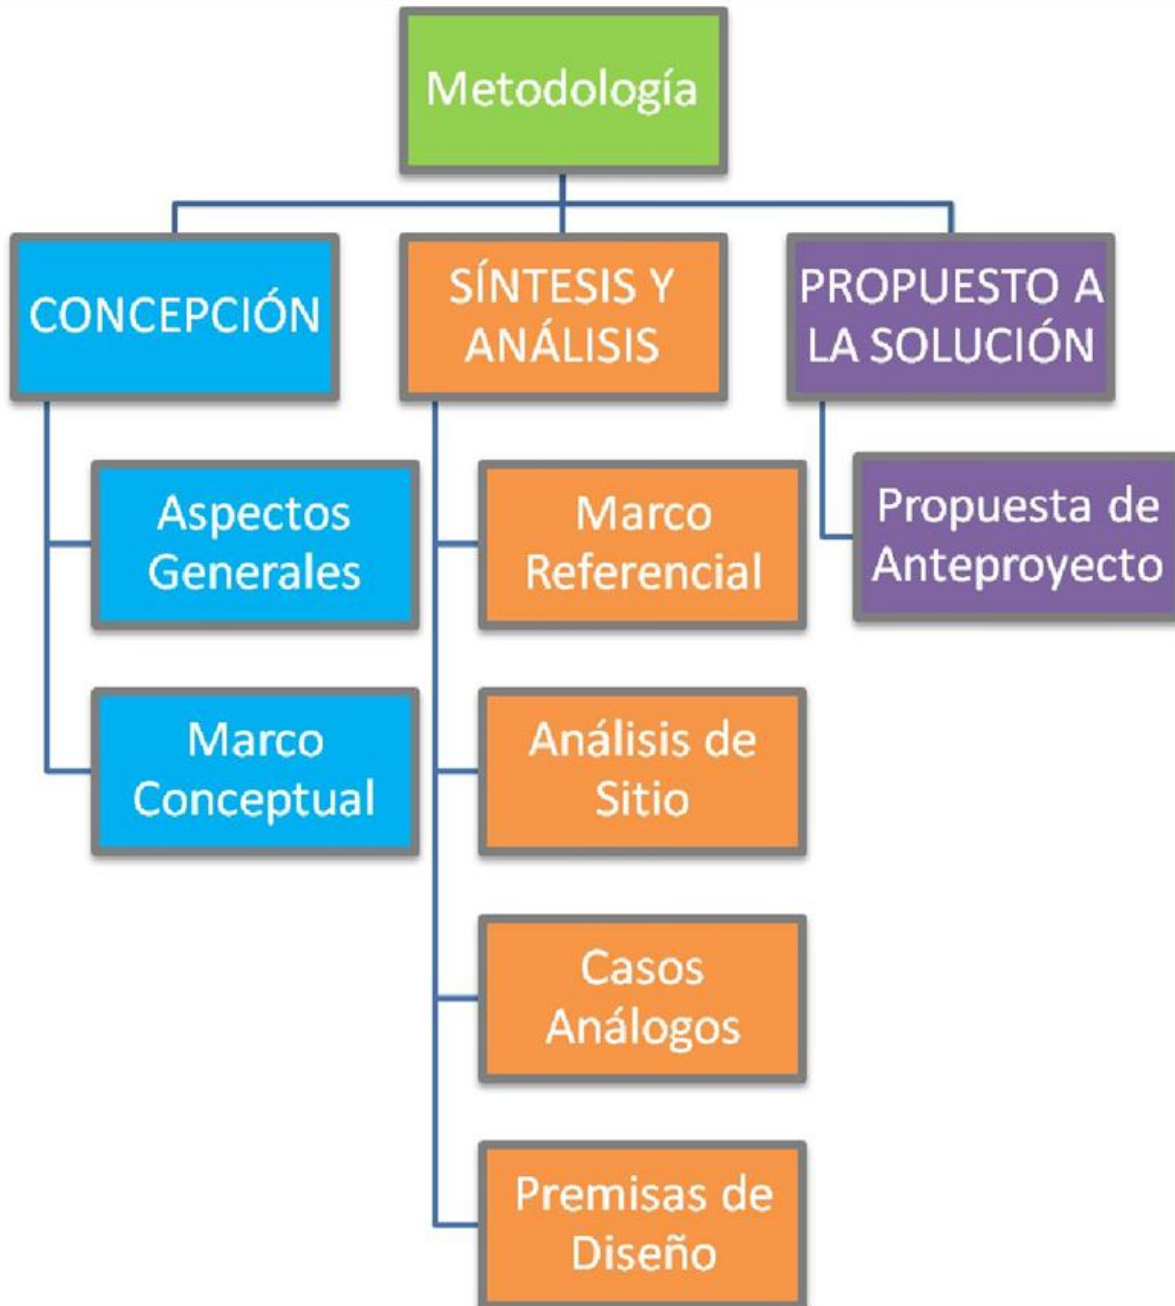 Metodología
CONCEPCIÓN
SÍNTESIS Y
ANÁLISIS
PROPUESTO A
LA SOLUCIÓN
Aspectos
Generales
Marco
Conceptual
Marco
Referencial
Análisis de
Sitio
Casos
Análogos
Premisas de
Diseño
Propuesta de
Anteproyecto